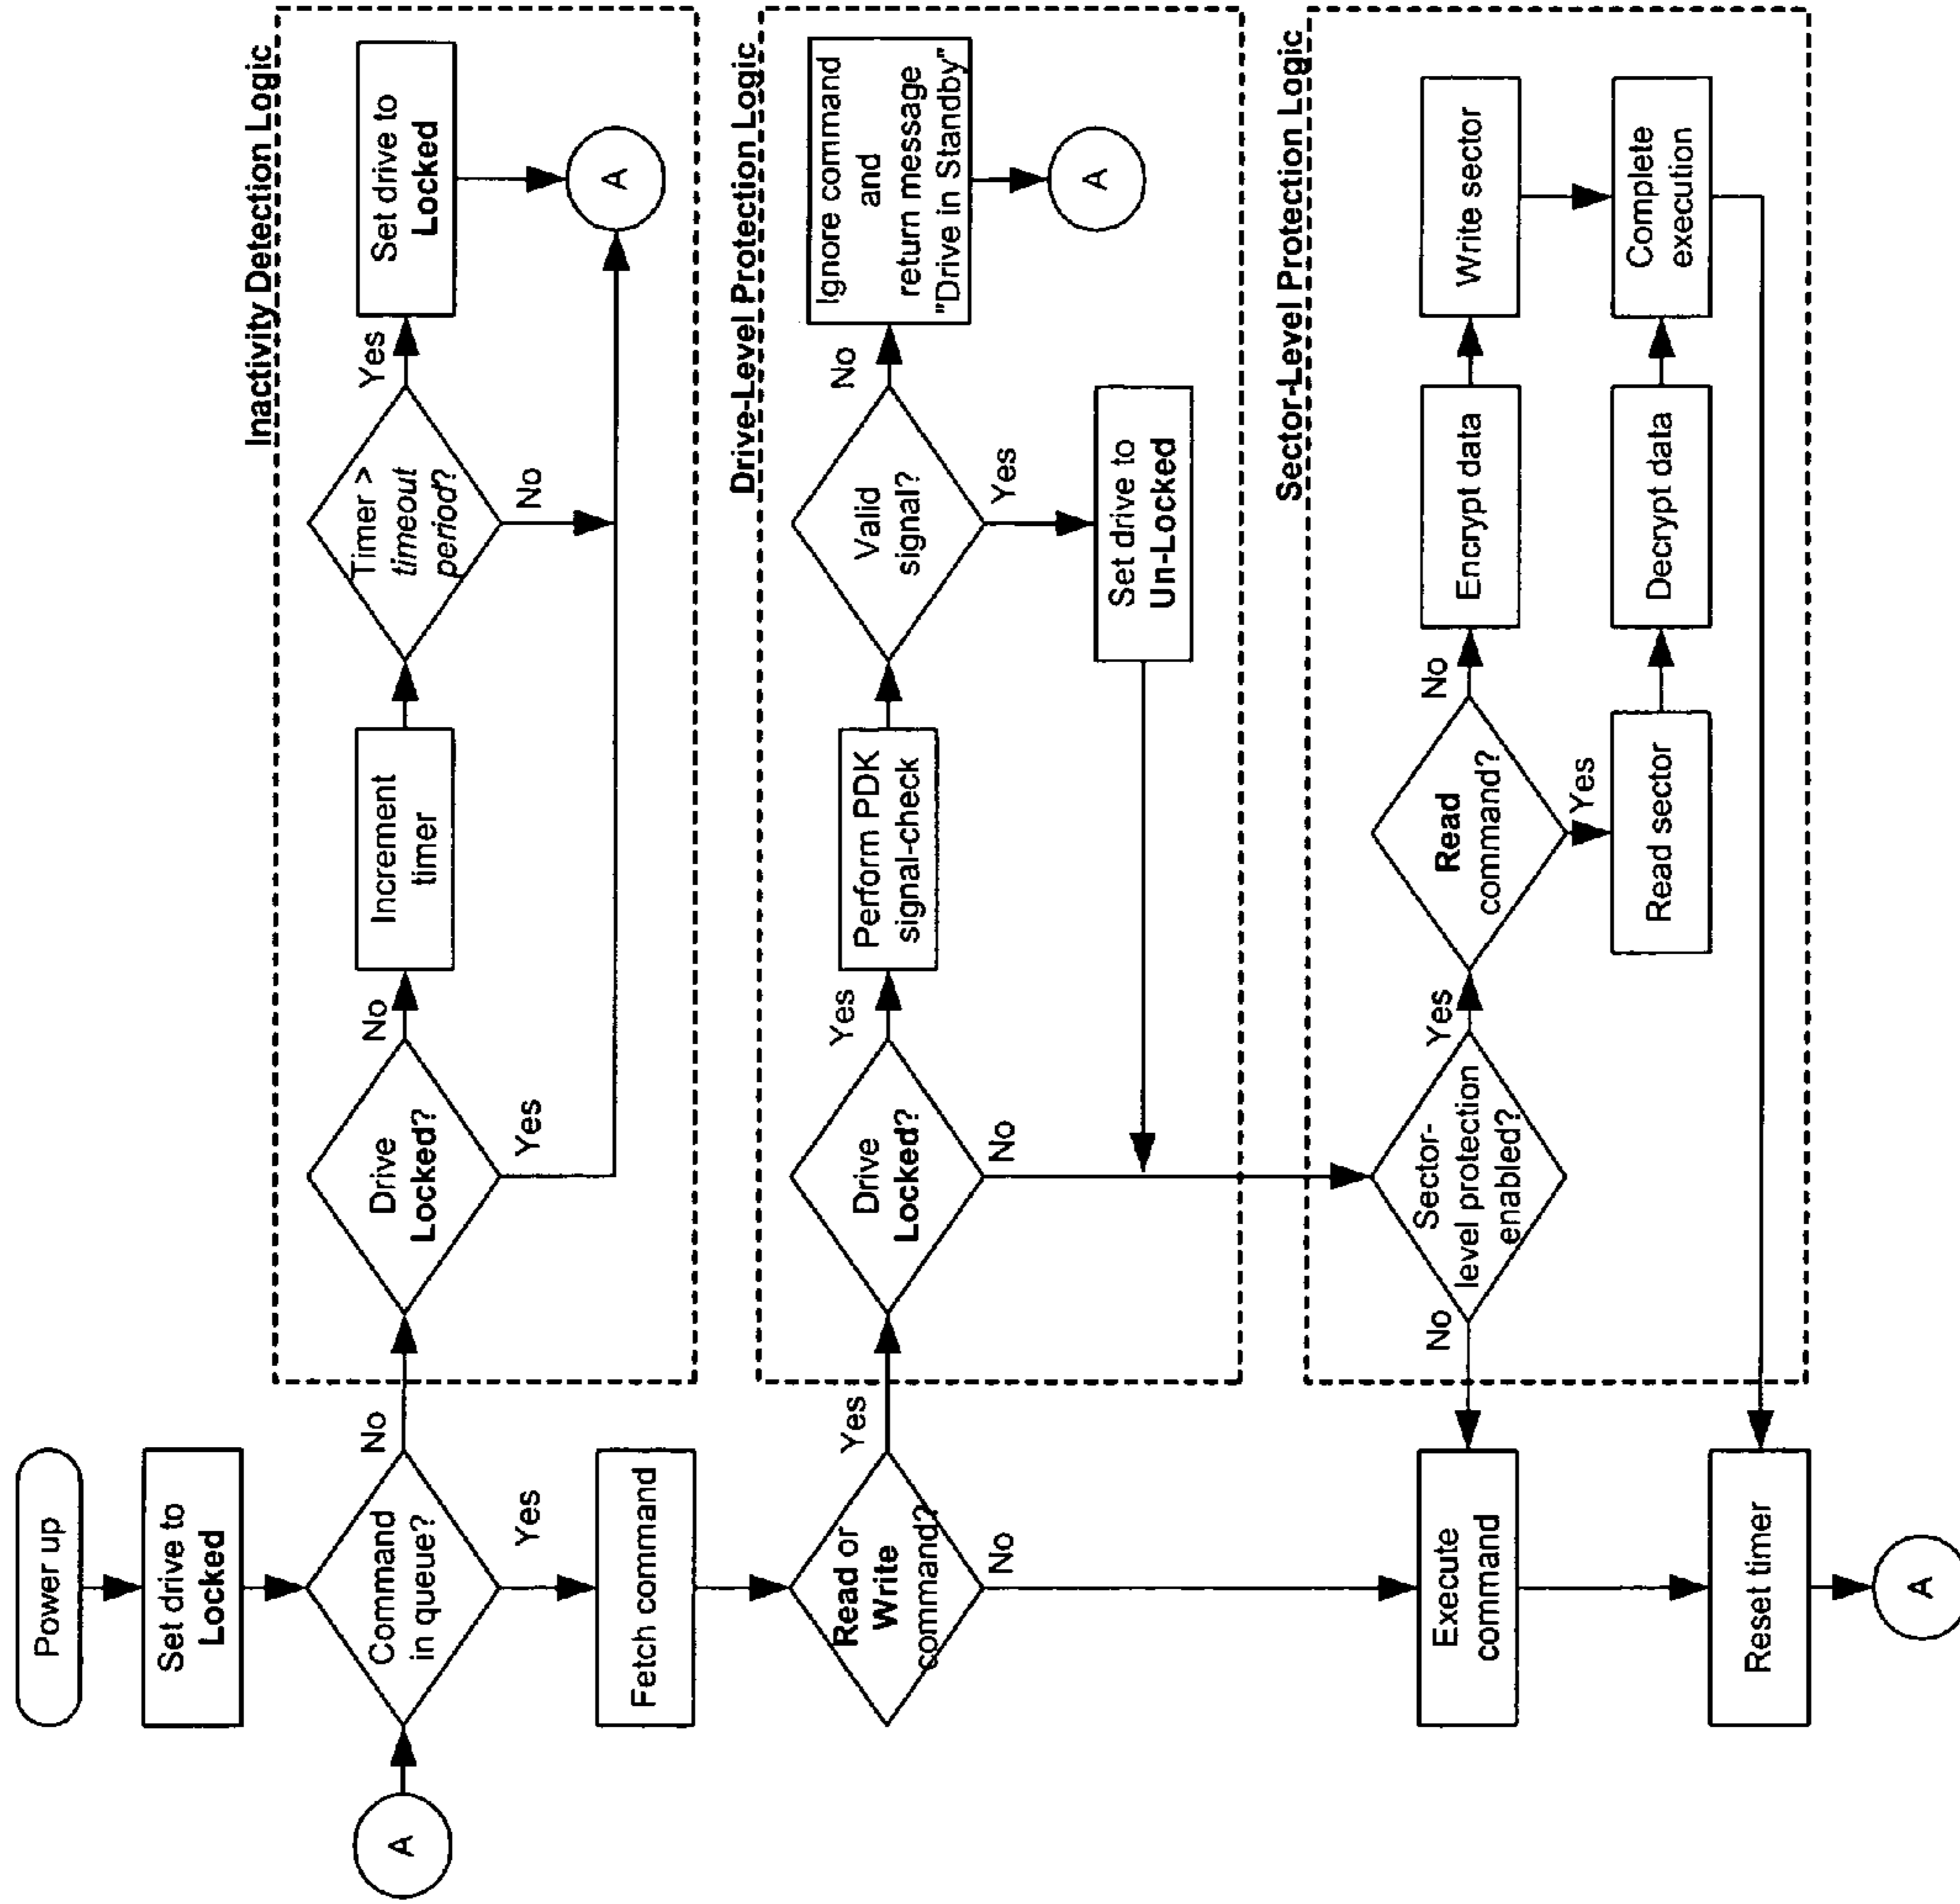 Power up
Set drive to
Locked
A
Command
in queue?
No
Yes
Inactivity Detection Logic
Drive
Locked?
No
Yes
Increment
timer
Timer >
timeout
period?
Yes
No
Set drive to
Locked
A
Fetch command
Read or
Write
command?
Yes
No
Drive-Level Protection Logic
Drive
Locked?
Yes
No
Perform PDK
signal-check
Valid
signal?
No
Yes
Ignore command
and
return message
"Drive in Standby"
A
Set drive to
Un-Locked
Sector-Level Protection Logic
Sector-
level protection
enabled?
No
Yes
Read
command?
No
Yes
Encrypt data
Write sector
Read sector
Decrypt data
Complete
execution
Execute
command
Reset timer
A